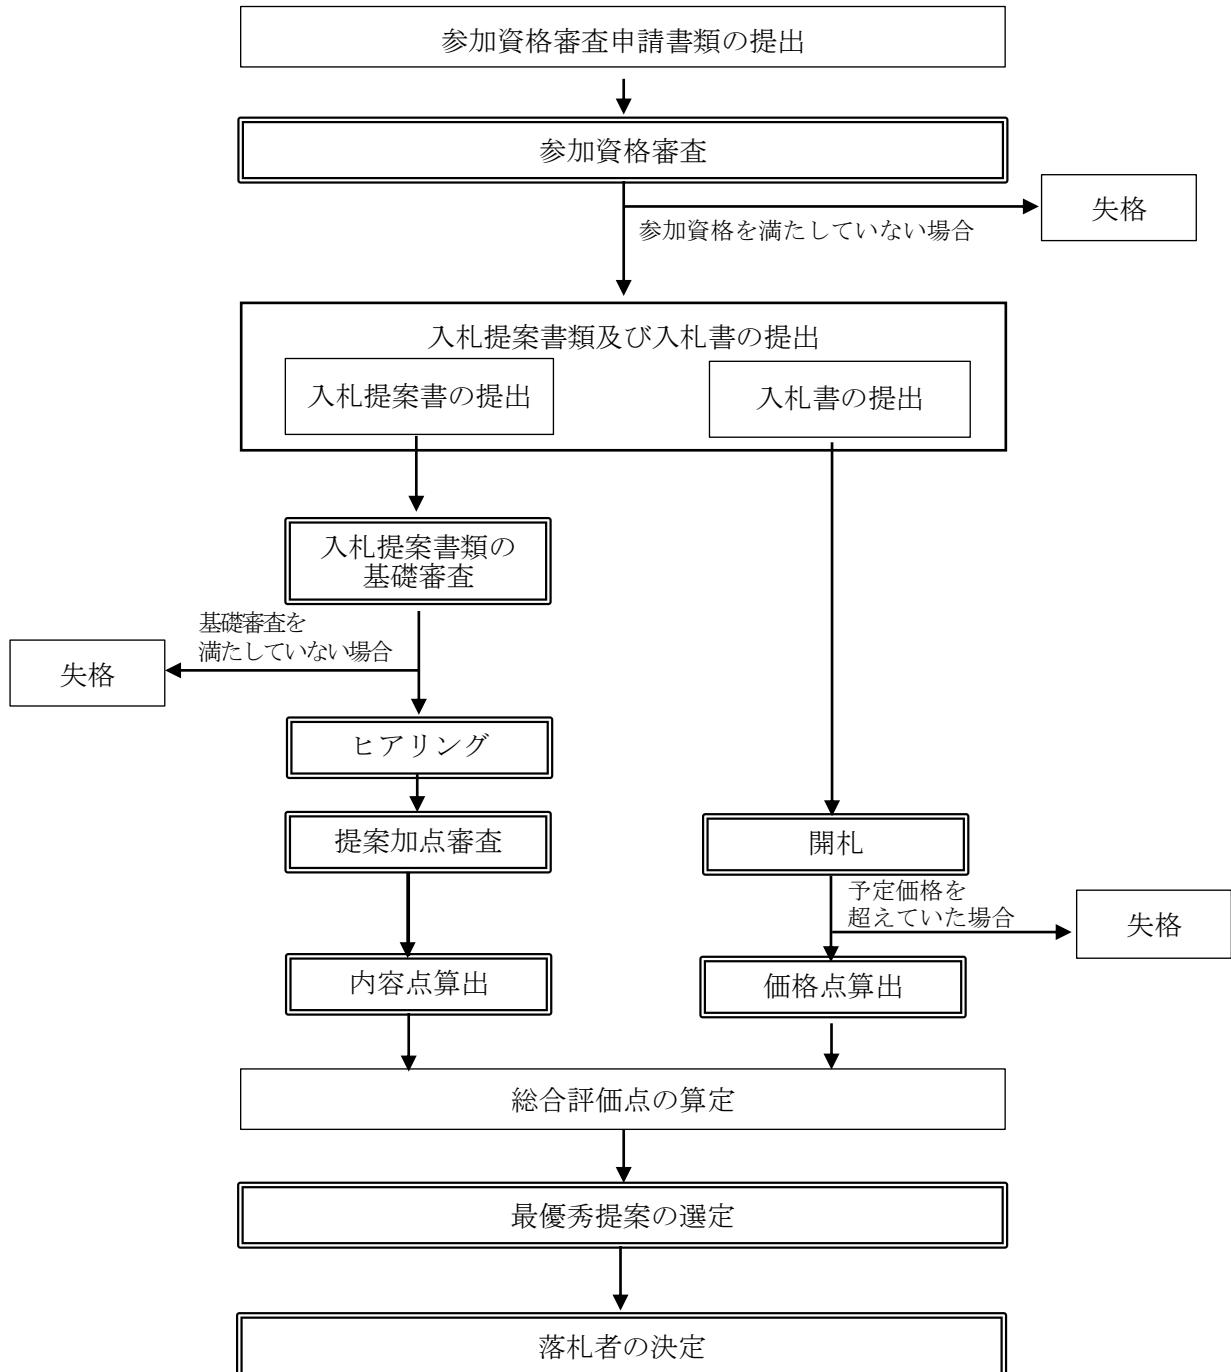 参加資格審査申請書類の提出
参加資格審査
失格
参加資格を満たしていない場合
入札提案書類及び入札書の提出
入札提案書の提出
入札書の提出
入札提案書類の
基礎審査
基礎審査を
満たしていない場合
失格
ヒアリング
提案加点審査
開札
予定価格を
超えていた場合
失格
内容点算出
価格点算出
総合評価点の算定
最優秀提案の選定
落札者の決定